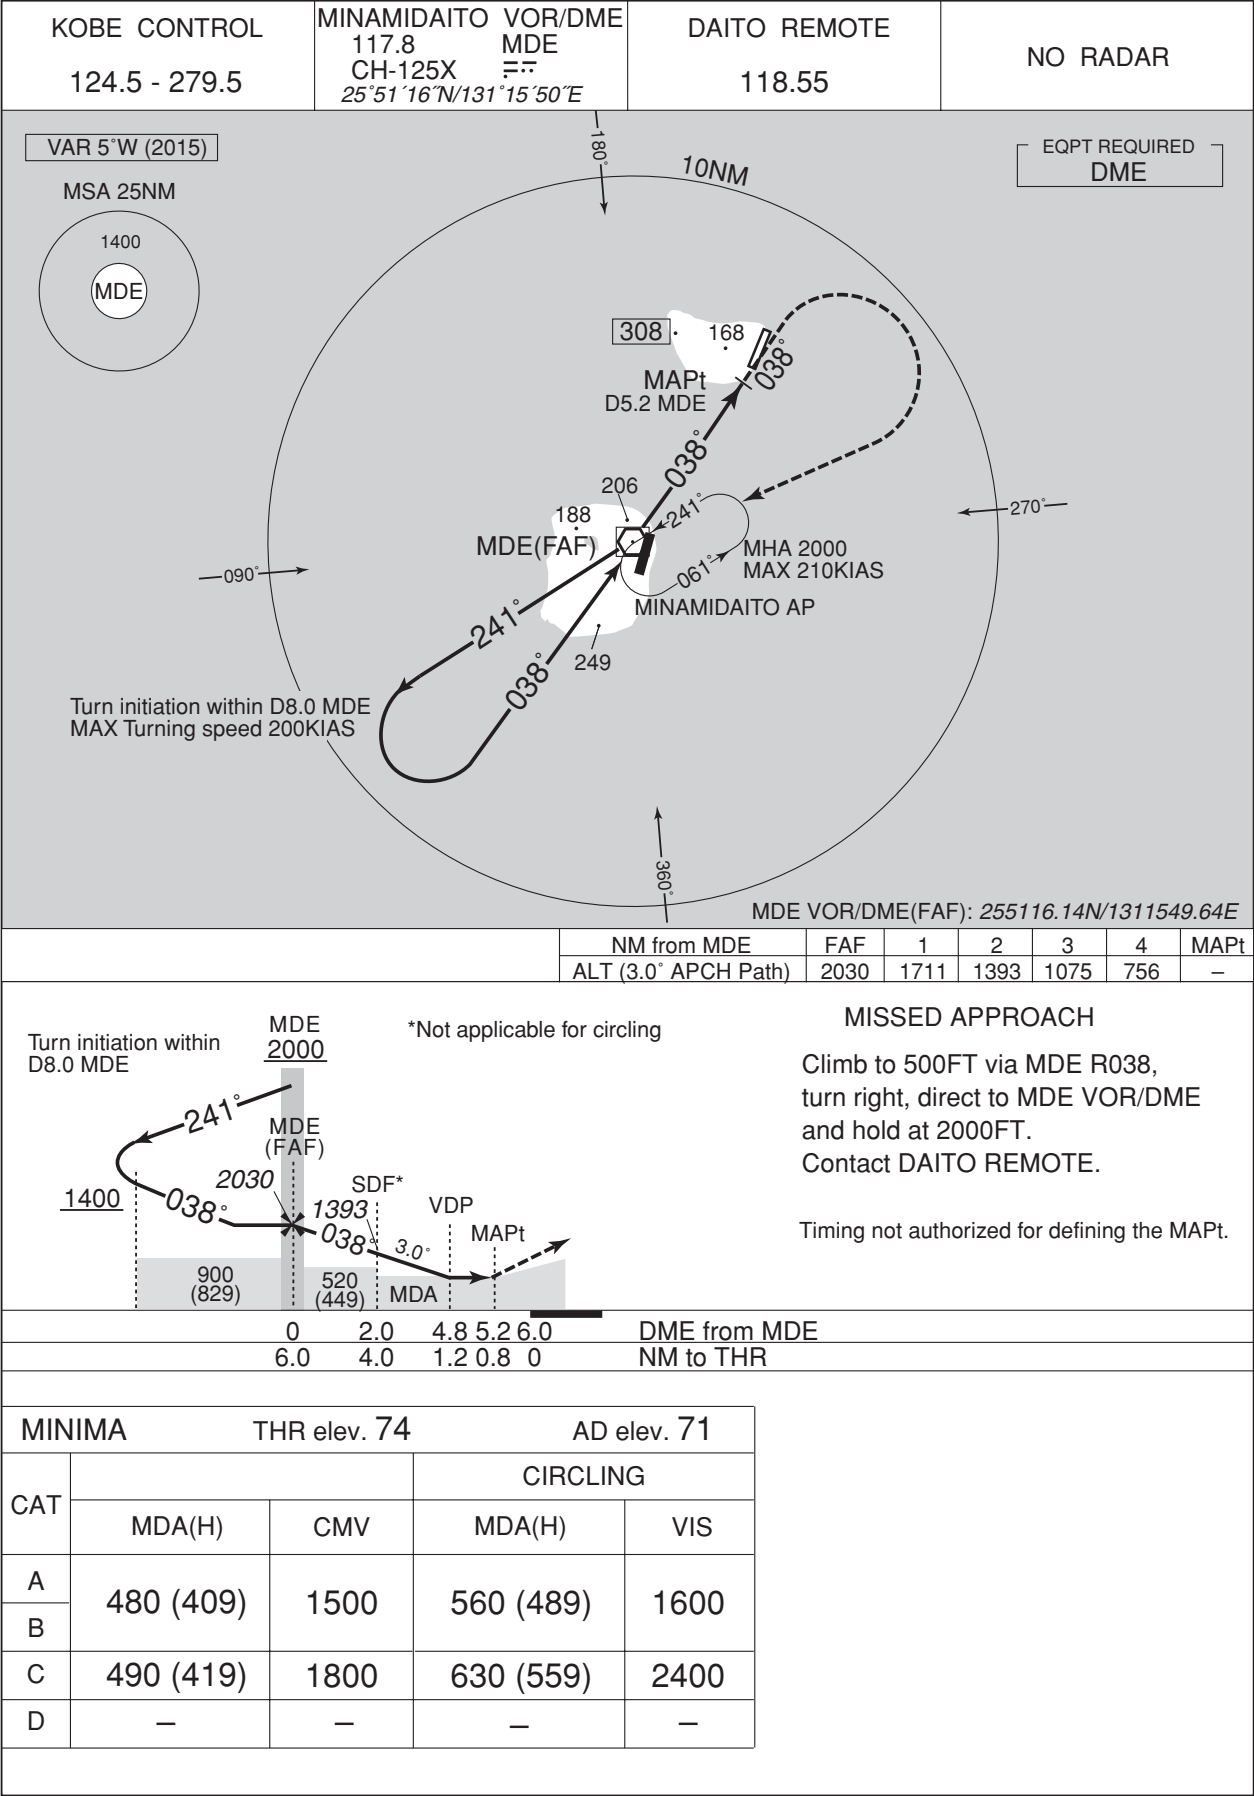 KOBE CONTROL
124.5 - 279.5
MINAMIDAITO VOR/DME
117.8 MDE
CH-125X
25°51´16˝N/131°15´50˝E
DAITO REMOTE
118.55
NO RADAR
VAR 5°W (2015)
MSA 25NM
1400
MDE
180°
10NM
EQPT REQUIRED
DME
308
168
038°
MAPt
D5.2 MDE
038°
206
188
241°
270°
MDE(FAF)
MHA 2000
MAX 210KIAS
061°
090°
MINAMIDAITO AP
241°
249
038°
Turn initiation within D8.0 MDE
MAX Turning speed 200KIAS
360°
MDE VOR/DME(FAF): 255116.14N/1311549.64E
NM from MDE FAF 1 2 3 4 MAPt
ALT (3.0° APCH Path) 2030 1711 1393 1075 756 –
Turn initiation within
D8.0 MDE
MDE
2000
*Not applicable for circling
241°
MDE
(FAF)
2030
SDF*
1400
038°
1393
VDP
038°
3.0°
MAPt
900
(829)
520
(449)
MDA
MISSED APPROACH
Climb to 500FT via MDE R038,
turn right, direct to MDE VOR/DME
and hold at 2000FT.
Contact DAITO REMOTE.
Timing not authorized for defining the MAPt.
0 2.0 4.8 5.2 6.0 DME from MDE
6.0 4.0 1.2 0.8 0 NM to THR
MINIMA THR elev. 74 AD elev. 71
CIRCLING
CAT
MDA(H) CMV MDA(H) VIS
A
480 (409) 1500 560 (489) 1600
B
C 490 (419) 1800 630 (559) 2400
D – – – –